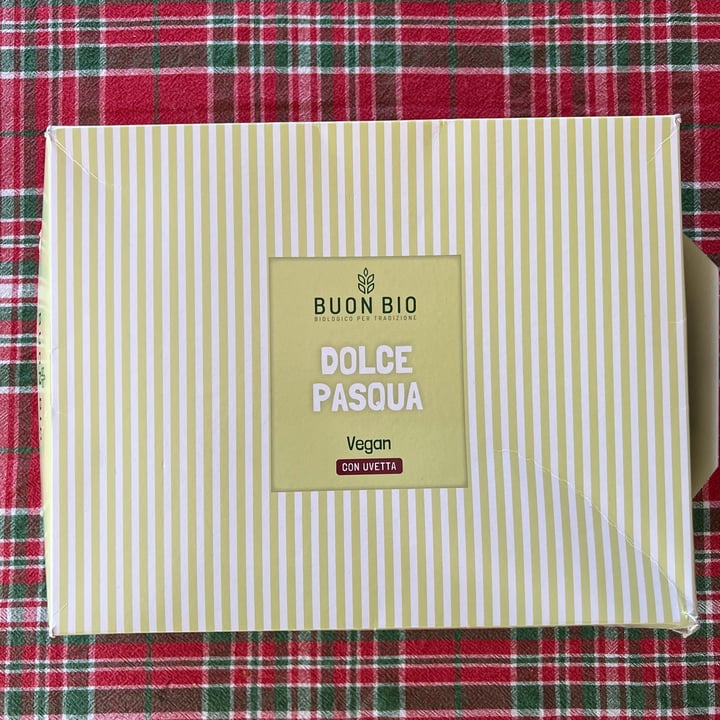 BUON BIO
BIOLOGICO PER TRADIZIONE
DOLCE
PASQUA
Vegan
CON UVETTA